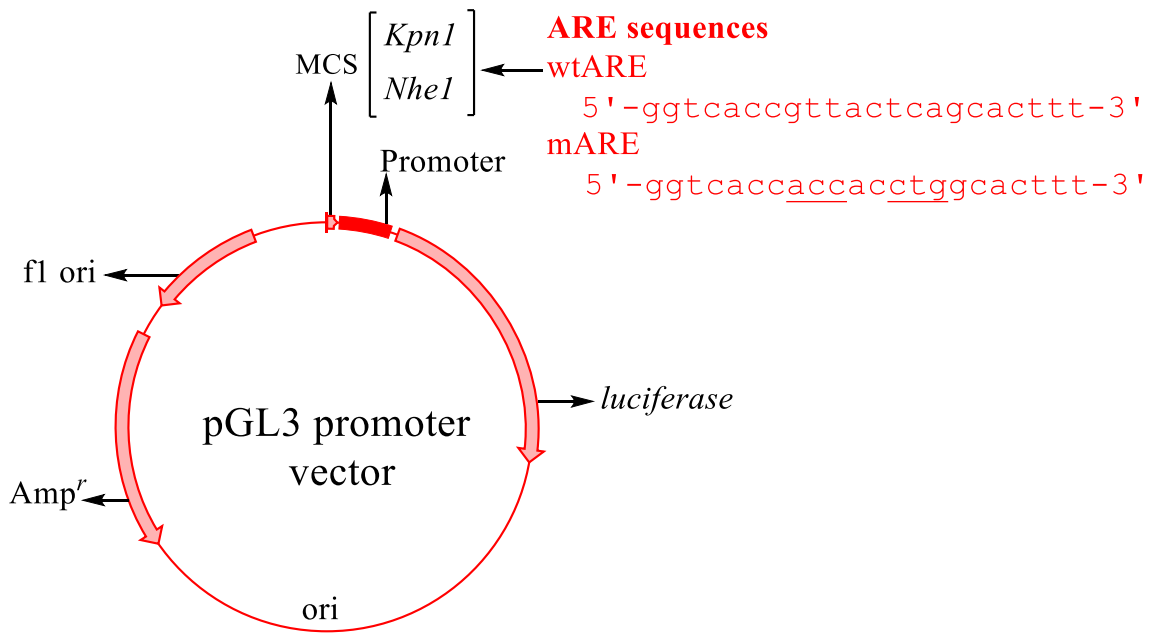 ARE sequences
MCS
Kpn1
Nhe1
wtARE
5'-ggtcaccgttactcagcacttt-3'
mARE
5'-ggtcaccaccacctggcacttt-3'
Promoter
f1 ori
luciferase
pGL3 promoter
vector
Ampr
ori